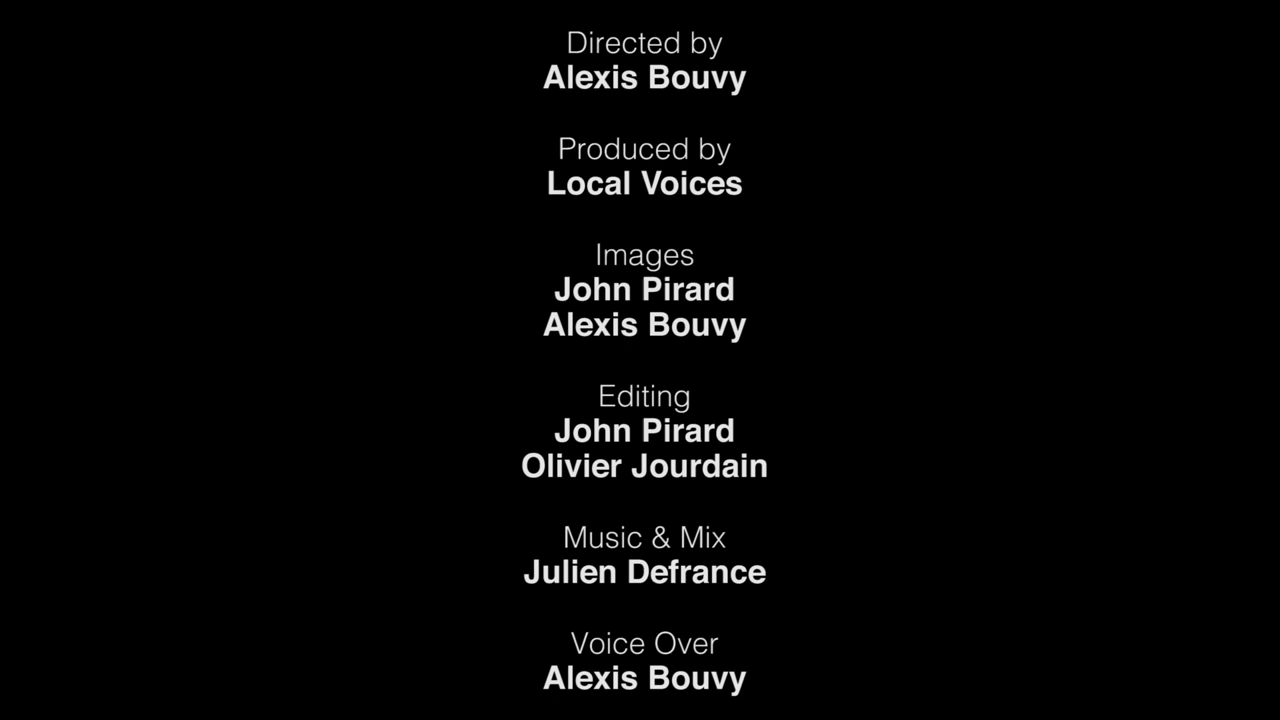 Directed by
Alexis Bouvy
Produced by
Local Voices
Images
John Pirard
Alexis Bouvy
Editing
John Pirard
Olivier Jourdain
Music & Mix
Julien Defrance
Voice Over
Alexis Bouvy